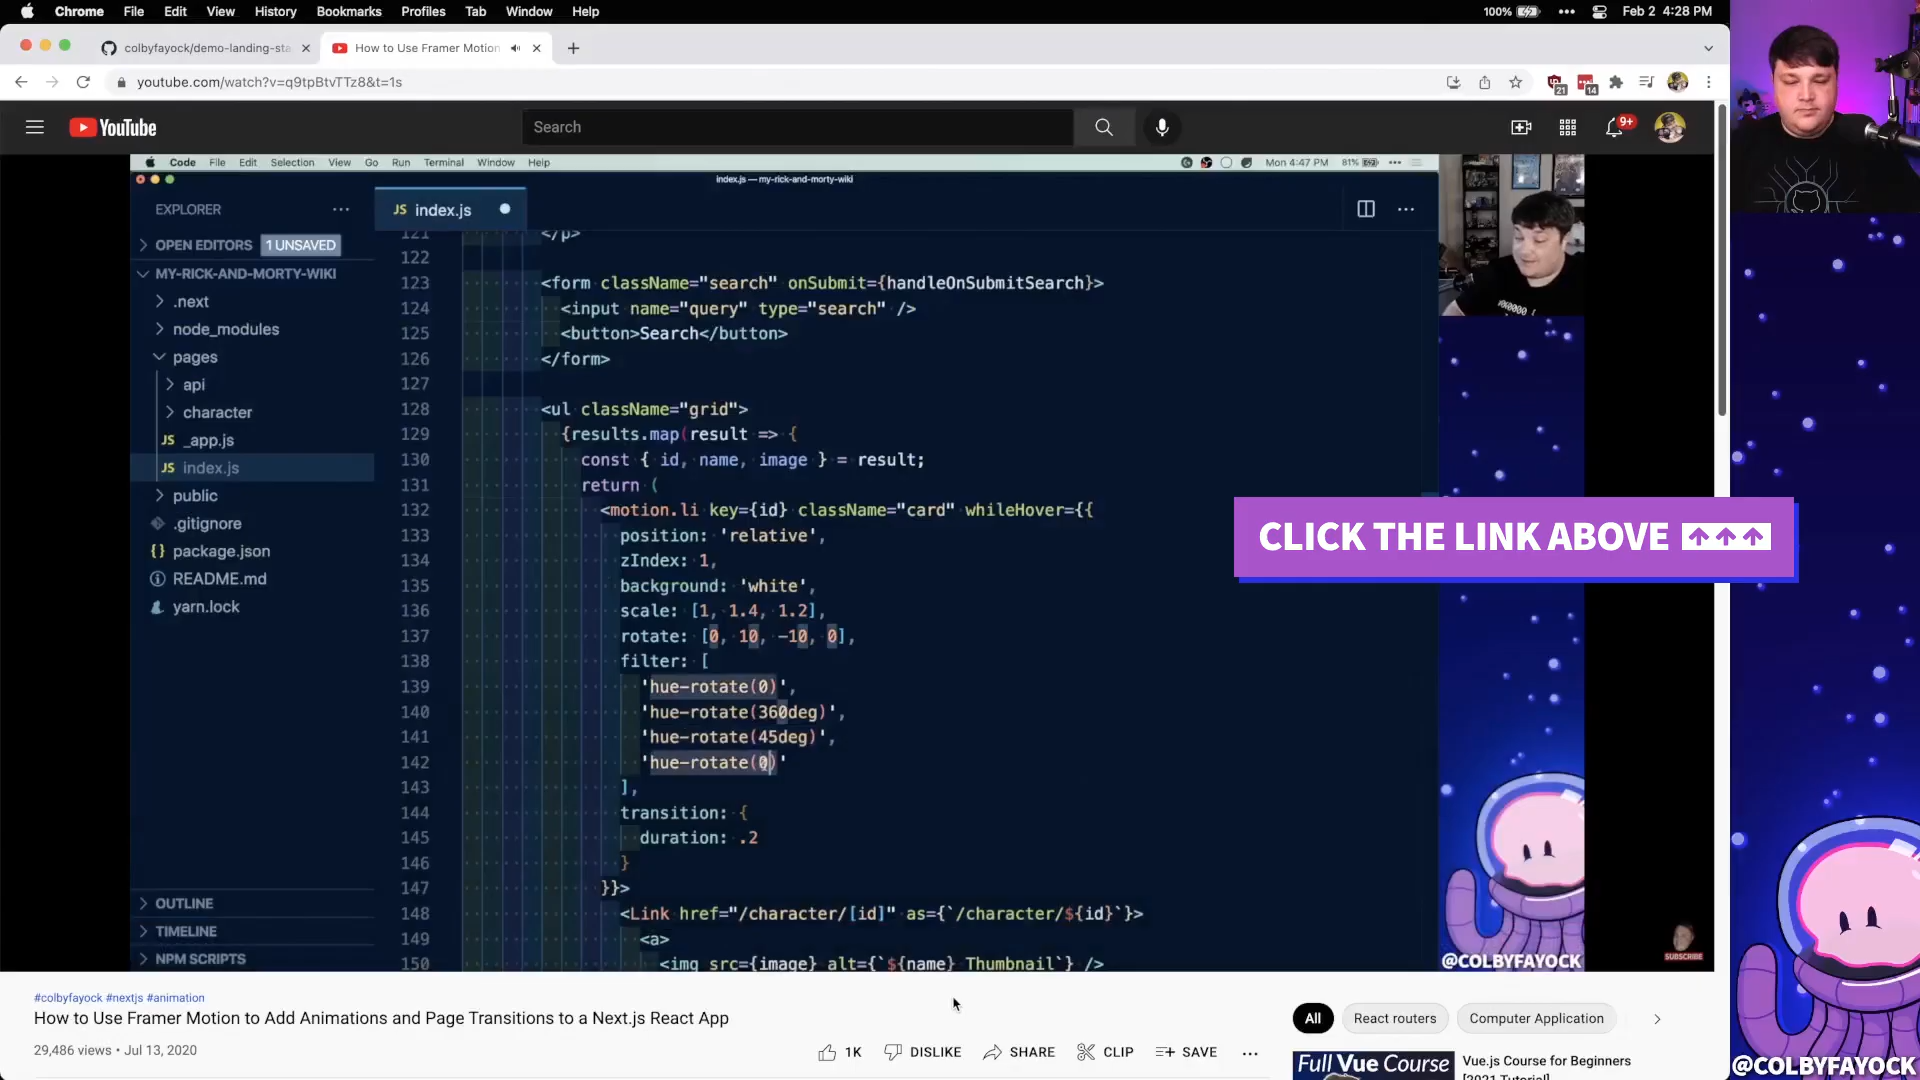 Chrome File Edit View History Bookmarks Profiles Tab Window Help 100% Feb 2 4:28 PM
colbyfayock/demo-landing-sta
How to Use Framer Motion
youtube.com/watch?v=q9tpBtvTTz8&t=1s
21
14
YouTube
Search
9+
Code File Edit Selection View Go Run Terminal Window Help Mon 4:47 PM 81%
index.js — my-rick-and-morty-wiki
EXPLORER
JS index.js
OPEN EDITORS 1 UNSAVED
MY-RICK-AND-MORTY-WIKI
.next
node_modules
pages
api
character
JS _app.js
JS index.js
public
.gitignore
{} package.json
README.md
yarn.lock
OUTLINE
TIMELINE
NPM SCRIPTS
121 </p>
122
123 <form className="search" onSubmit={handleOnSubmitSearch}>
124 <input name="query" type="search" />
125 <button>Search</button>
126 </form>
127
128 <ul className="grid">
129 {results.map(result => {
130 const { id, name, image } = result;
131 return (
132 <motion.li key={id} className="card" whileHover={{
133 position: 'relative',
134 zIndex: 1,
135 background: 'white',
136 scale: [1, 1.4, 1.2],
137 rotate: [0, 10, -10, 0],
138 filter: [
139 'hue-rotate(0)',
140 'hue-rotate(360deg)',
141 'hue-rotate(45deg)',
142 'hue-rotate(0)'
143 ],
144 transition: {
145 duration: .2
146 }
147 }}>
148 <Link href="/character/[id]" as={`/character/${id}`}>
149 <a>
150 <img src={image} alt={`${name} Thumbnail`} />
CLICK THE LINK ABOVE
@COLBYFAYOCK
SUBSCRIBE
#colbyfayock #nextjs #animation
How to Use Framer Motion to Add Animations and Page Transitions to a Next.js React App
29,486 views • Jul 13, 2020
1K DISLIKE SHARE CLIP SAVE
All React routers Computer Application
Full Vue Course
Vue.js Course for Beginners
[2021 Tutorial]
@COLBYFAYOCK